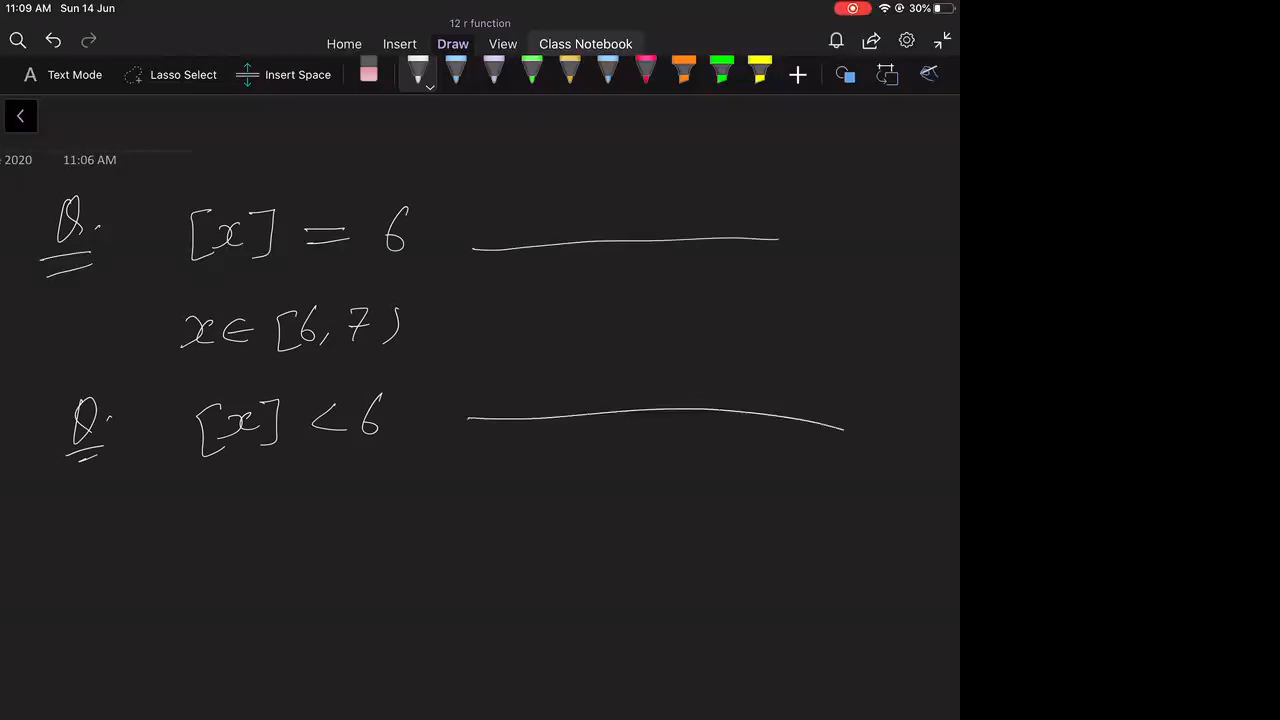 11:09 AM Sun 14 Jun 30%
12 r function
Home Insert Draw View Class Notebook
A Text Mode Lasso Select Insert Space
2020 11:06 AM
Q. [x] = 6
x ∈ [6, 7)
Q. [x] < 6